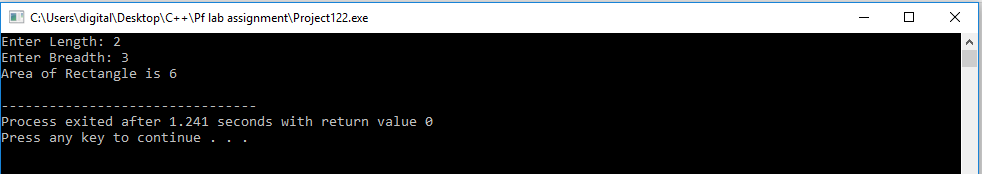 C:\Users\digital\Desktop\C++\Pf lab assignment\Project122.exe
Enter Length: 2
Enter Breadth: 3
Area of Rectangle is 6
--------------------------------
Process exited after 1.241 seconds with return value 0
Press any key to continue . . .